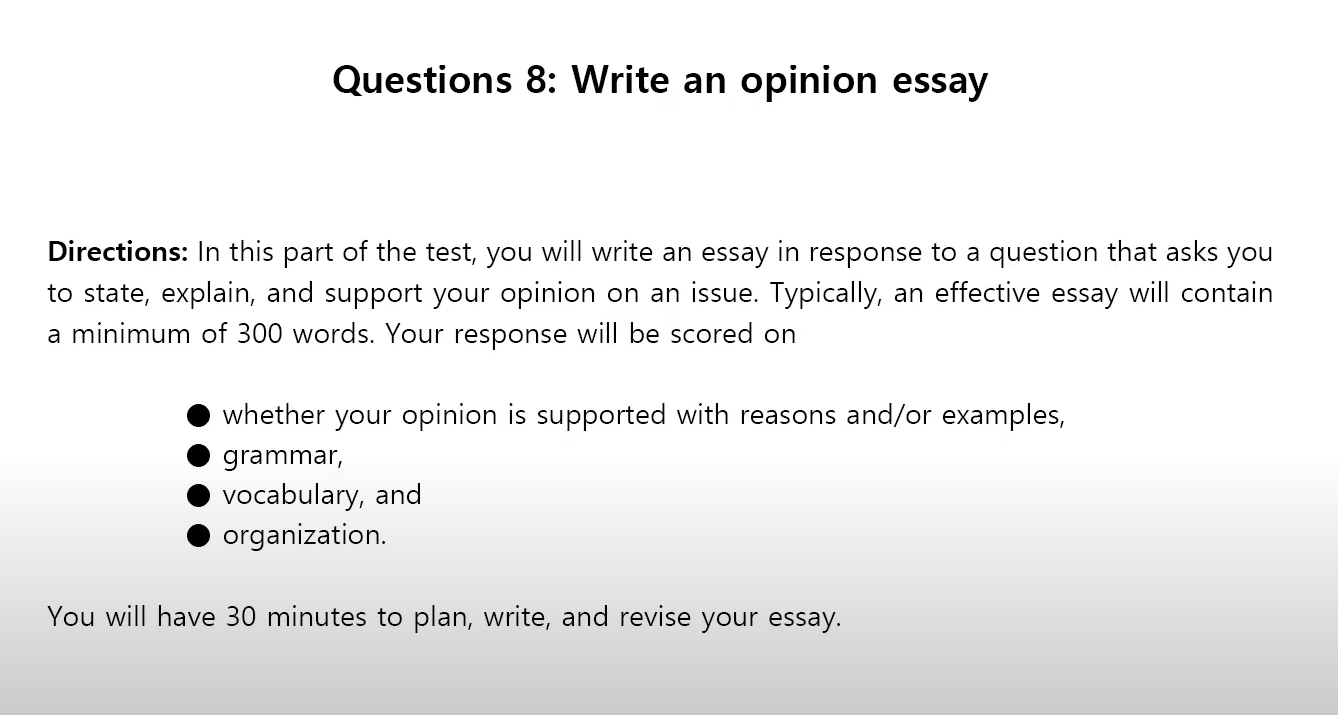 Questions 8: Write an opinion essay
Directions: In this part of the test, you will write an essay in response to a question that asks you
to state, explain, and support your opinion on an issue. Typically, an effective essay will contain
a minimum of 300 words. Your response will be scored on
● whether your opinion is supported with reasons and/or examples,
● grammar,
● vocabulary, and
● organization.
You will have 30 minutes to plan, write, and revise your essay.